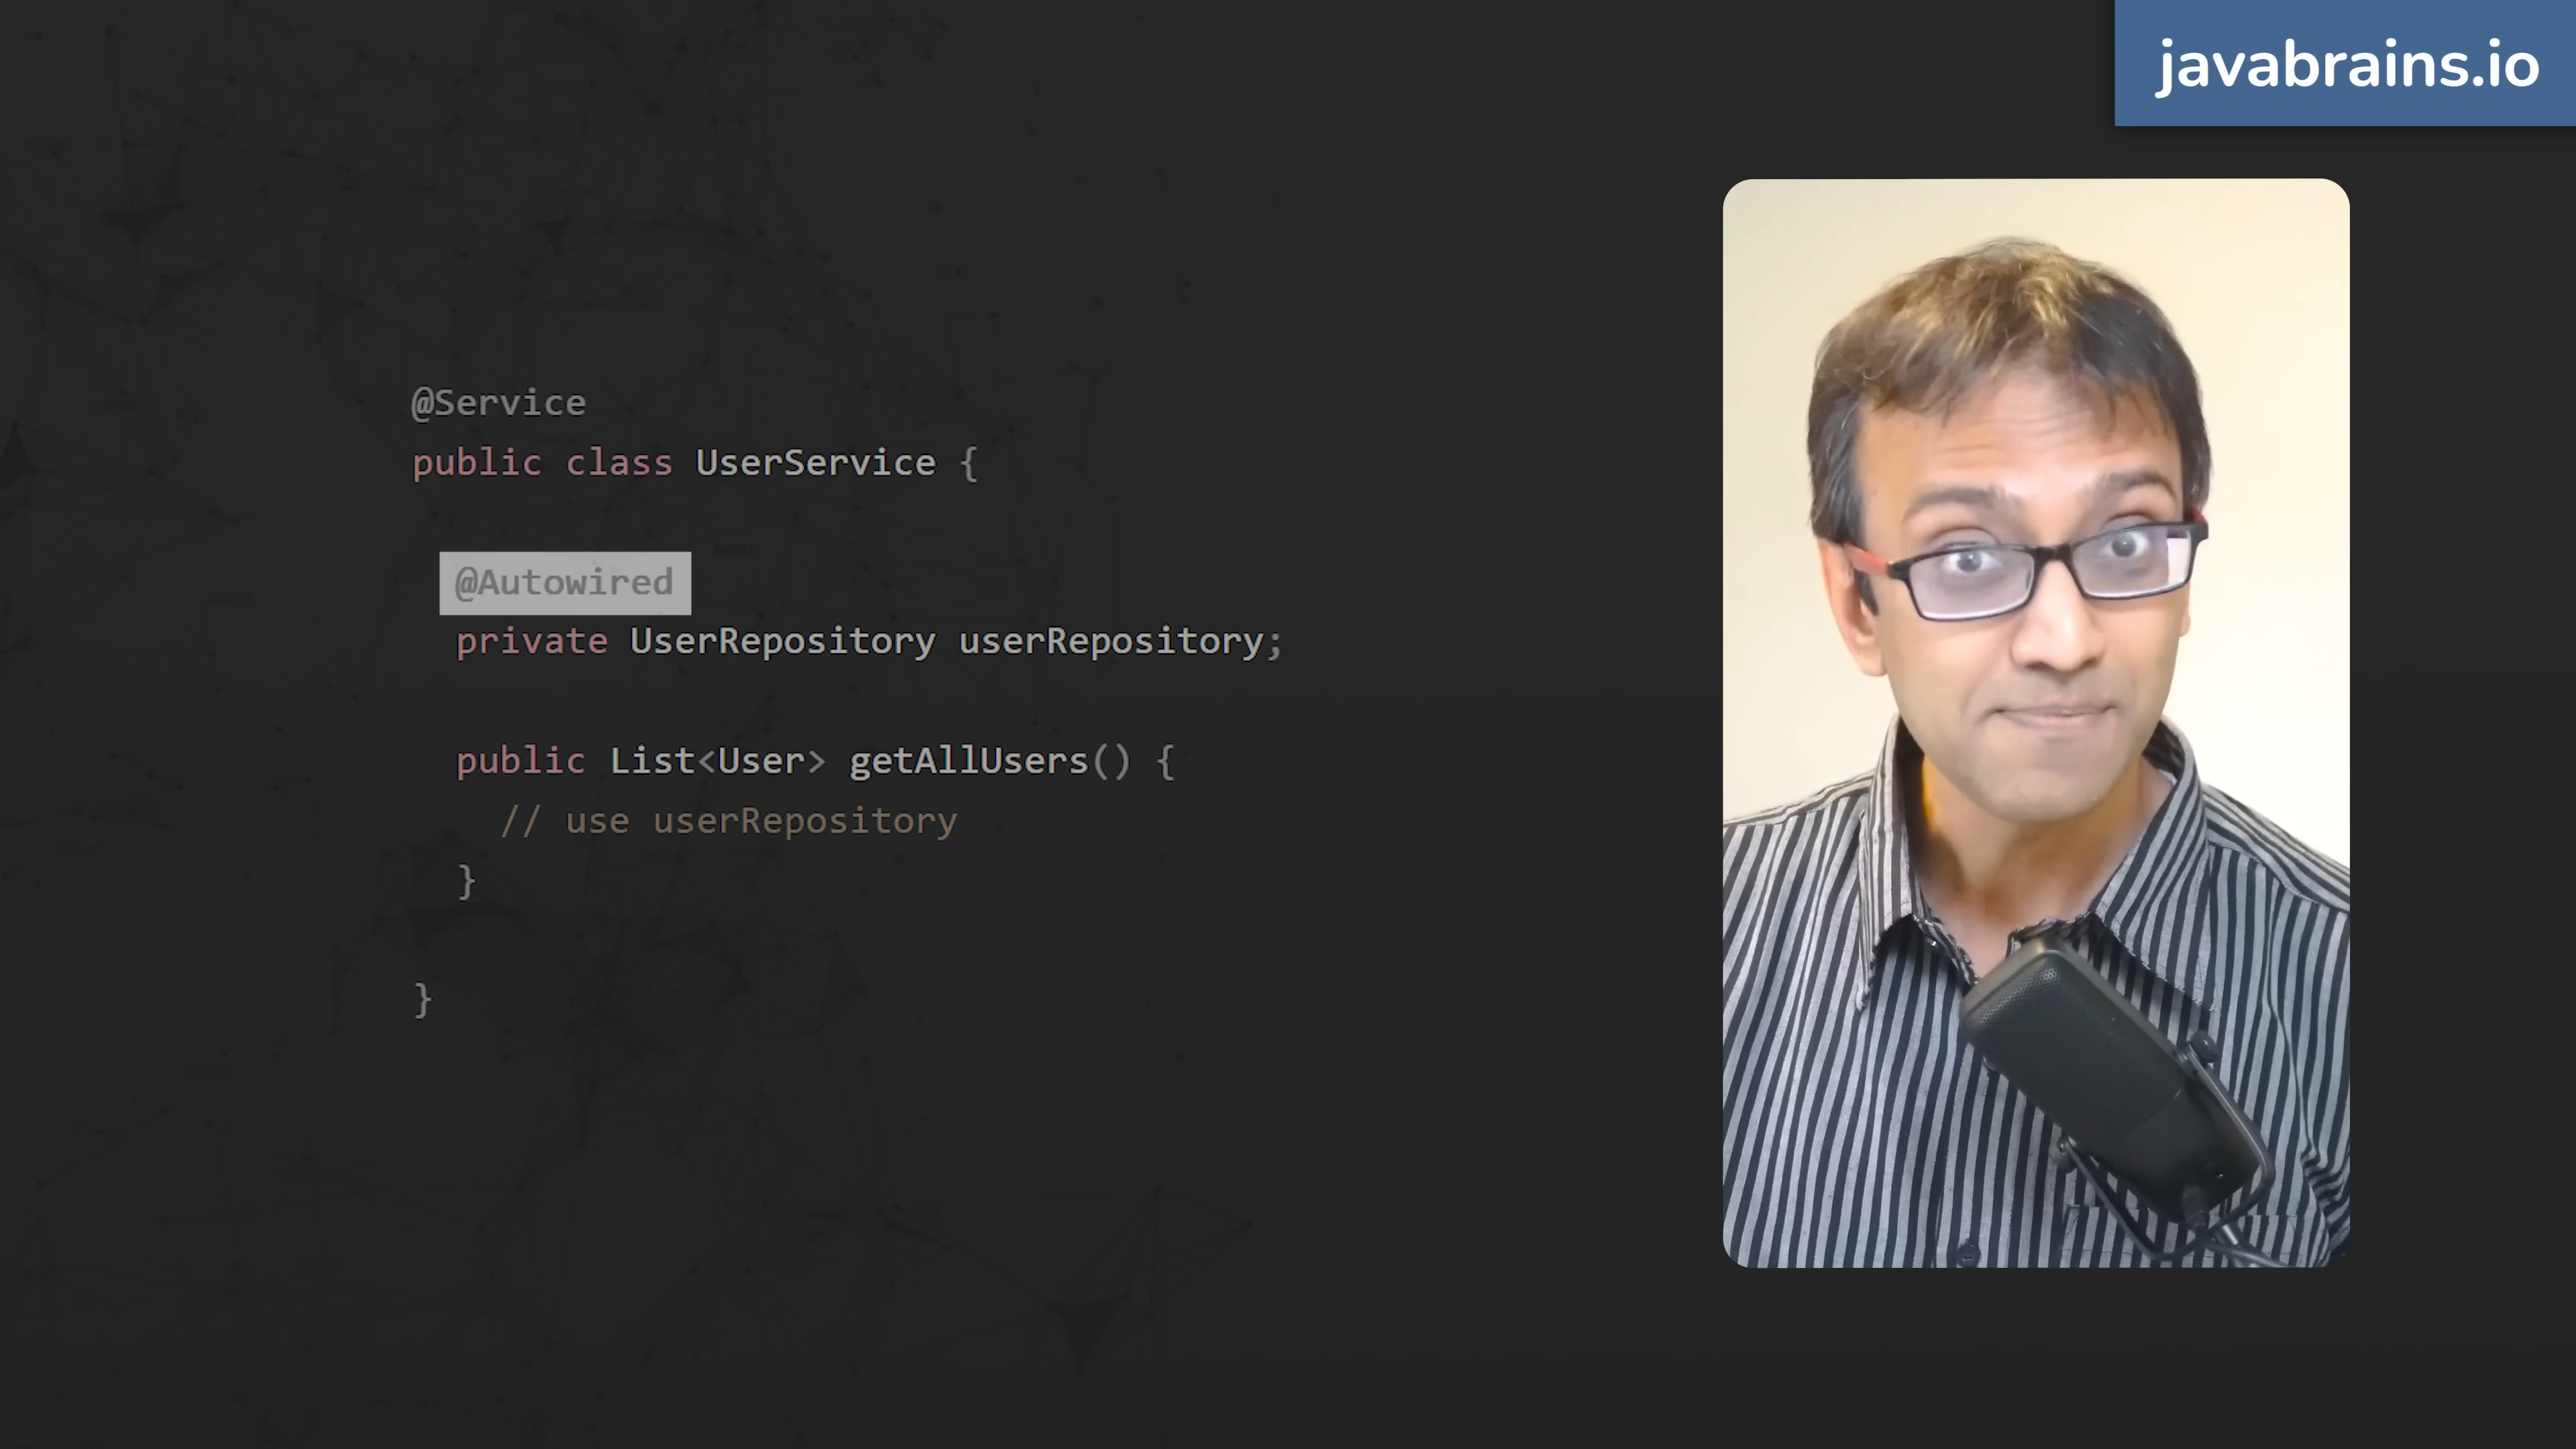 javabrains.io
@Service
public class UserService {
@Autowired
private UserRepository userRepository;
public List<User> getAllUsers() {
// use userRepository
}
}